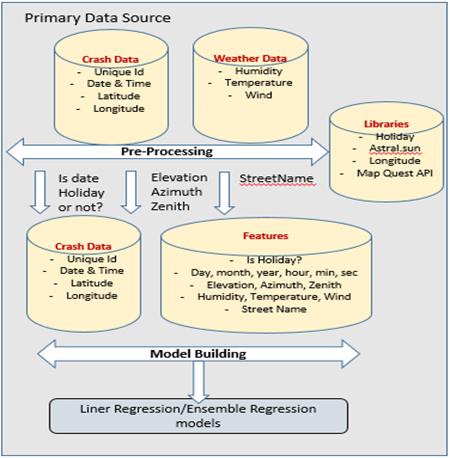 Primary Data Source
Crash Data
- Unique Id
- Date & Time
- Latitude
- Longitude
Weather Data
- Humidity
- Temperature
- Wind
Libraries
- Holiday
- Astral.sun
- Longitude
- Map Quest API
Pre-Processing
Is date
Holiday
or not?
Elevation
Azimuth
Zenith
StreetName
Crash Data
- Unique Id
- Date & Time
- Latitude
- Longitude
Features
- Is Holiday?
- Day, month, year, hour, min, sec
- Elevation, Azimuth, Zenith
- Humidity, Temperature, Wind
- Street Name
Model Building
Liner Regression/Ensemble Regression
models